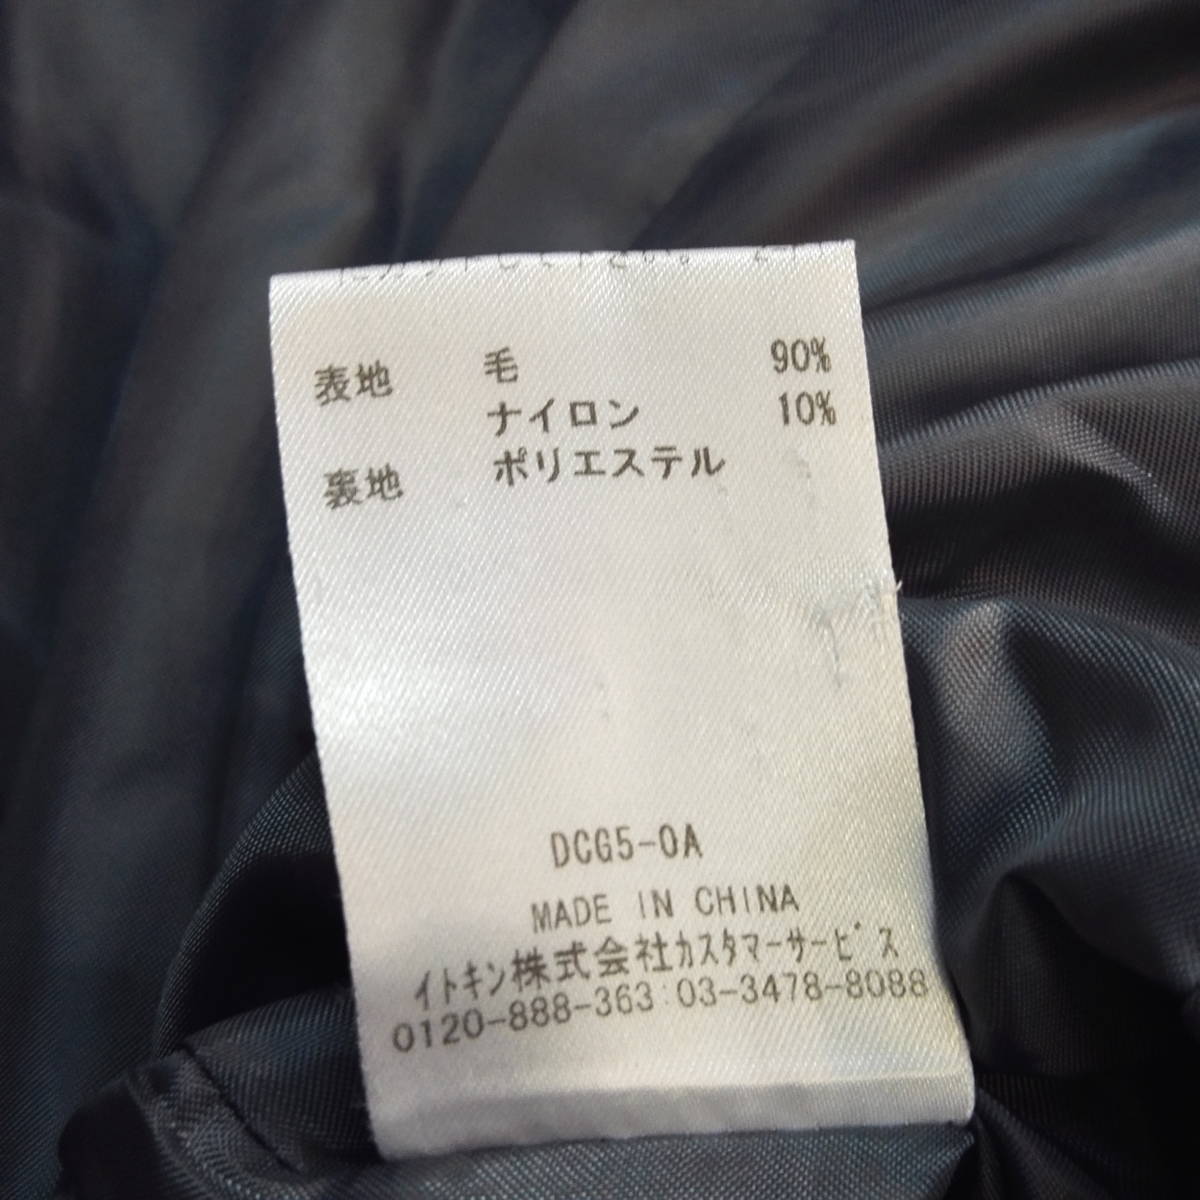 表地 毛 90%
ナイロン 10%
裏地 ポリエステル
DCG5-0A
MADE IN CHINA
イトキン株式会社カスタマーサービス
0120-888-363:03-3478-8088